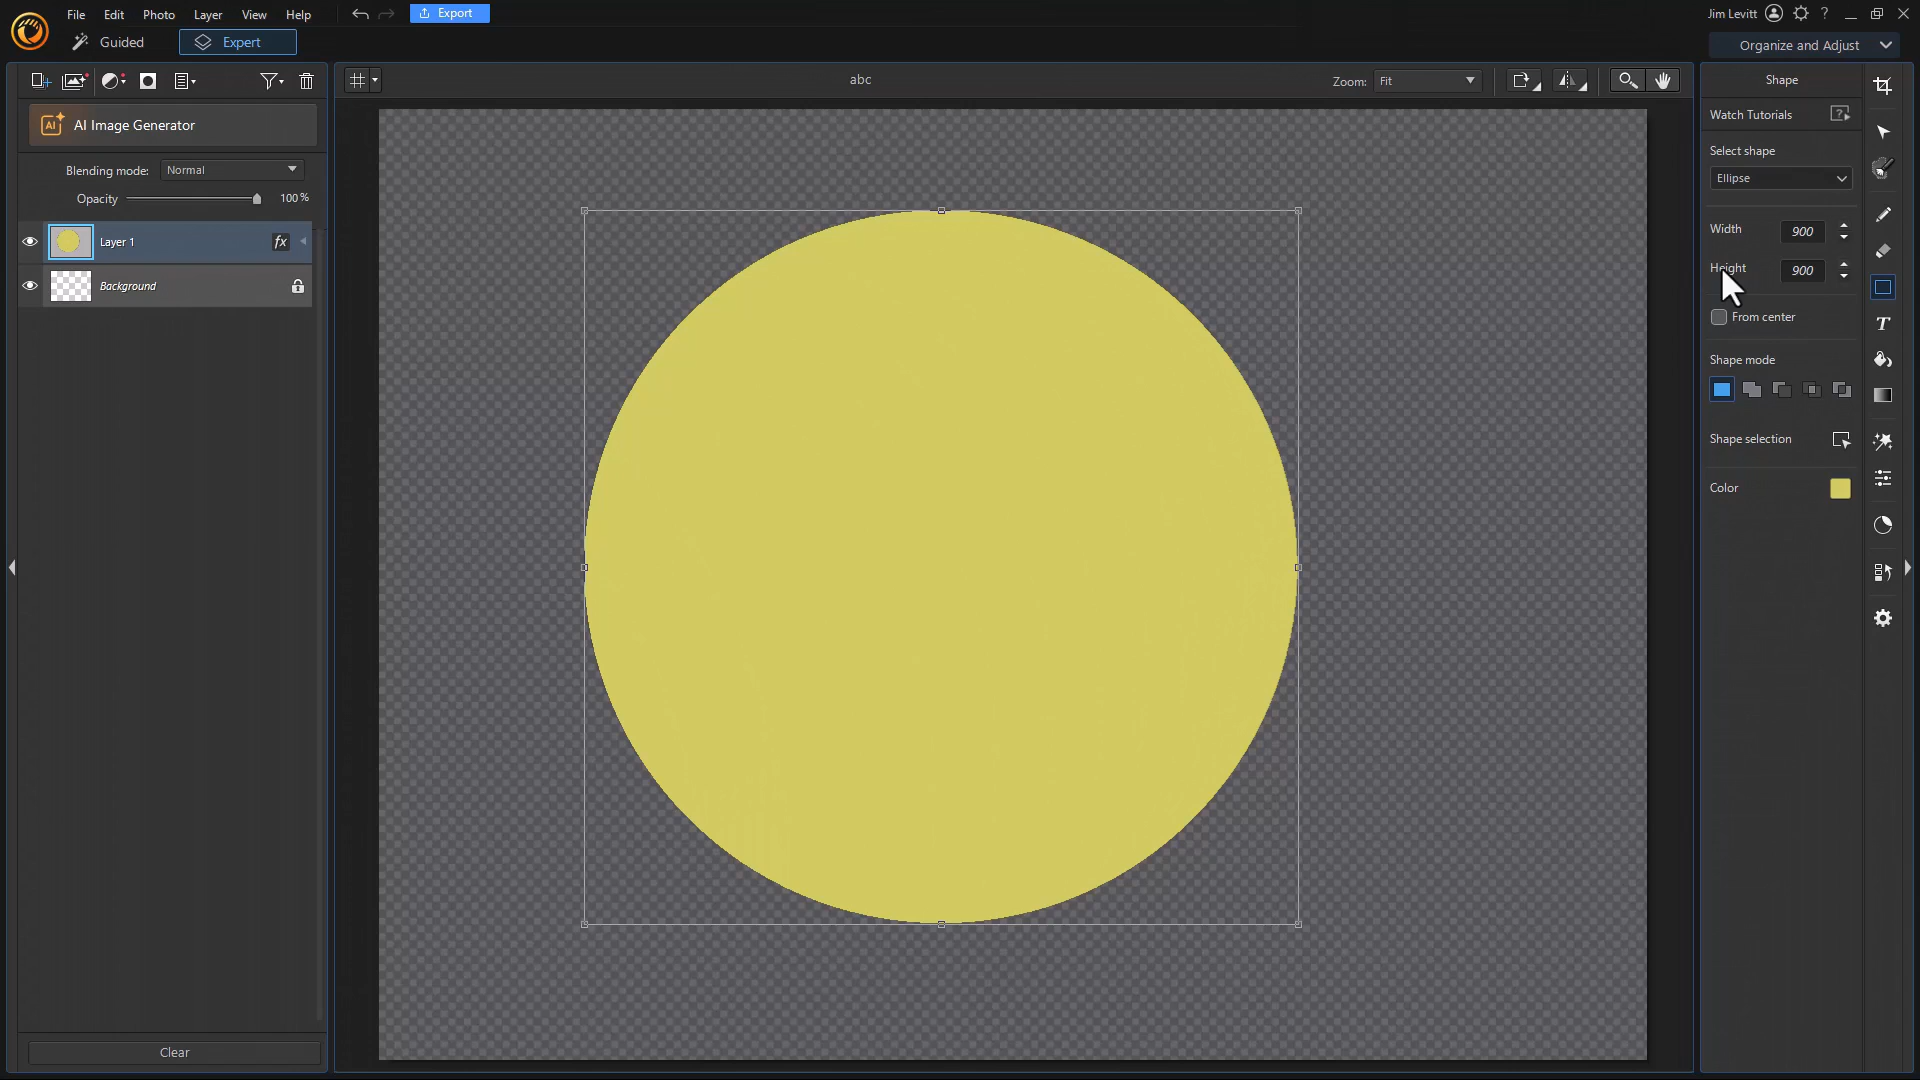 File Edit Photo Layer View Help Export Jim Levitt ?
Guided Expert Organize and Adjust
abc Zoom: Fit Shape
AI AI Image Generator
Watch Tutorials ?
Blending mode: Normal
Select shape
Opacity 100%
Ellipse
Layer 1 fx
Width 900
Height 900
Background
From center
T
Shape mode
Shape selection
Color
Clear